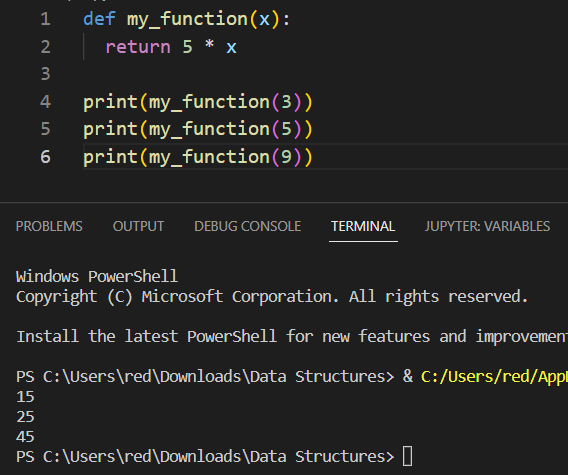 1 def my_function(x):
2   return 5 * x
3
4 print(my_function(3))
5 print(my_function(5))
6 print(my_function(9))
PROBLEMS OUTPUT DEBUG CONSOLE TERMINAL JUPYTER: VARIABLES
Windows PowerShell
Copyright (C) Microsoft Corporation. All rights reserved.
Install the latest PowerShell for new features and improvement
PS C:\Users\red\Downloads\Data Structures> & C:/Users/red/App
15
25
45
PS C:\Users\red\Downloads\Data Structures>